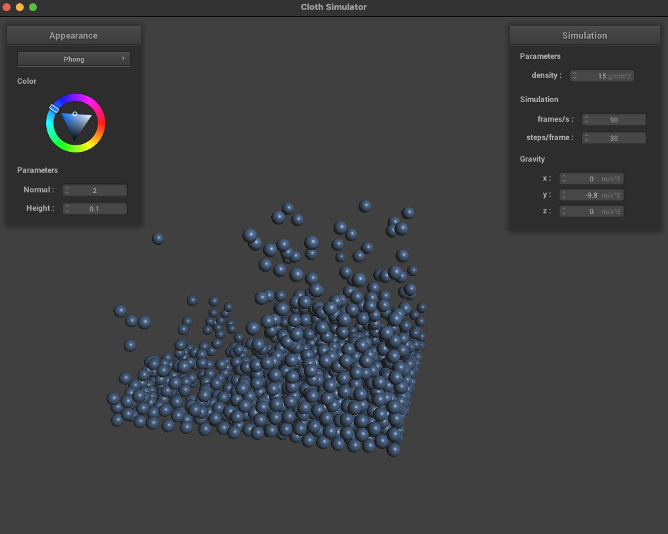 Cloth Simulator
Appearance
Phong
Color
Parameters
Normal : 2
Height : 0.1
Simulation
Parameters
density : 15 g/cm^2
Simulation
frames/s : 90
steps/frame : 30
Gravity
x : 0 m/s^2
y : -9.8 m/s^2
z : 0 m/s^2